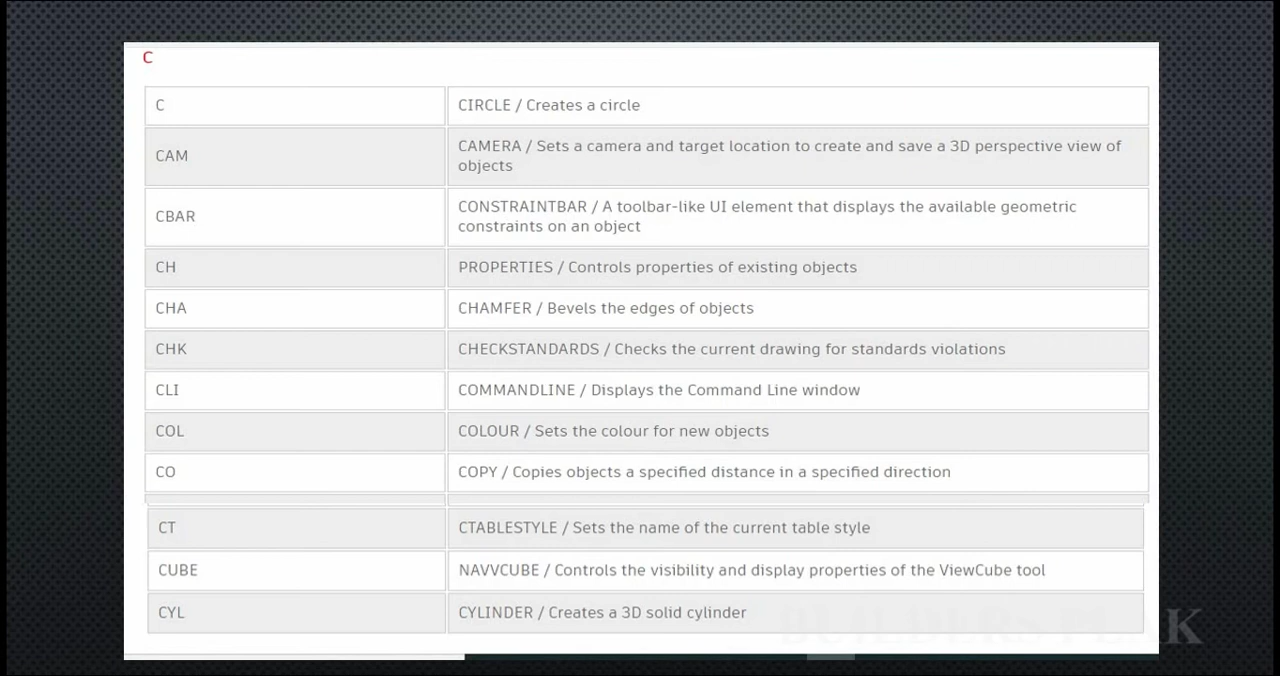 C
C
CIRCLE / Creates a circle
CAM
CAMERA / Sets a camera and target location to create and save a 3D perspective view of
objects
CBAR
CONSTRAINTBAR / A toolbar-like UI element that displays the available geometric
constraints on an object
CH
PROPERTIES / Controls properties of existing objects
CHA
CHAMFER / Bevels the edges of objects
CHK
CHECKSTANDARDS / Checks the current drawing for standards violations
CLI
COMMANDLINE / Displays the Command Line window
COL
COLOUR / Sets the colour for new objects
CO
COPY / Copies objects a specified distance in a specified direction
CT
CTABLESTYLE / Sets the name of the current table style
CUBE
NAVVCUBE / Controls the visibility and display properties of the ViewCube tool
CYL
CYLINDER / Creates a 3D solid cylinder
BUILDERS PEAK